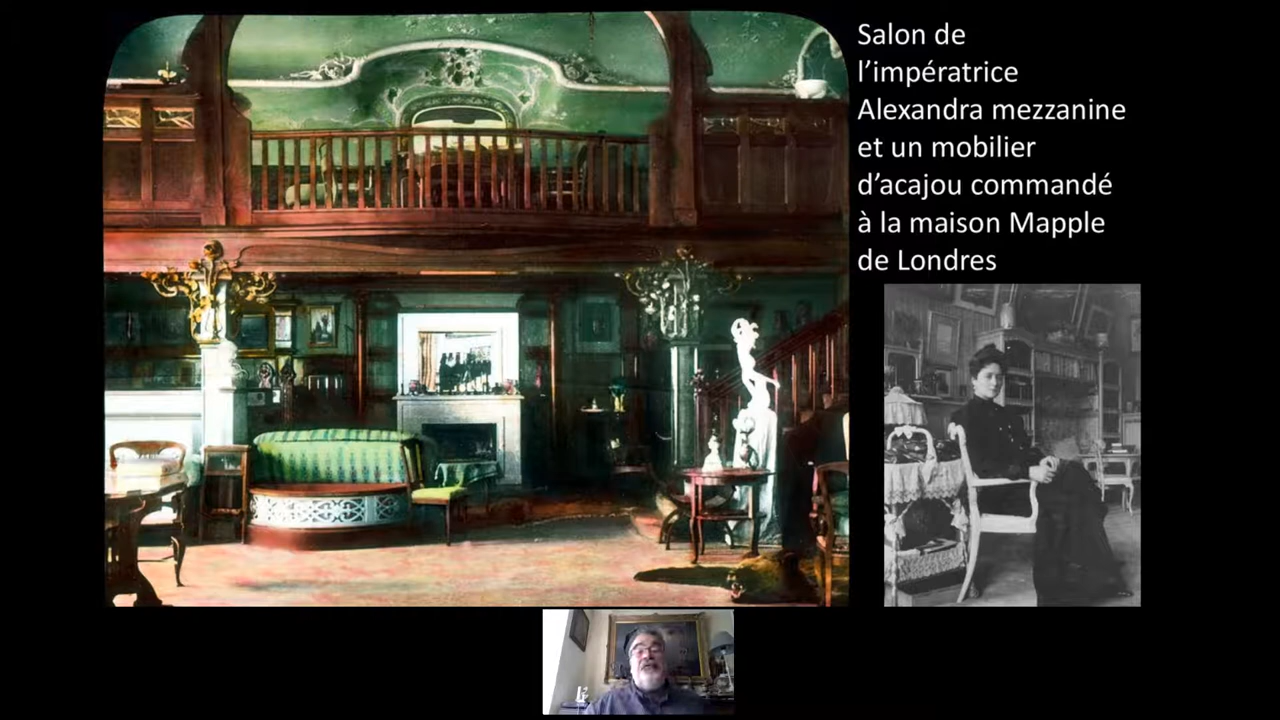 Salon de
l’impératrice
Alexandra mezzanine
et un mobilier
d’acajou commandé
à la maison Mapple
de Londres